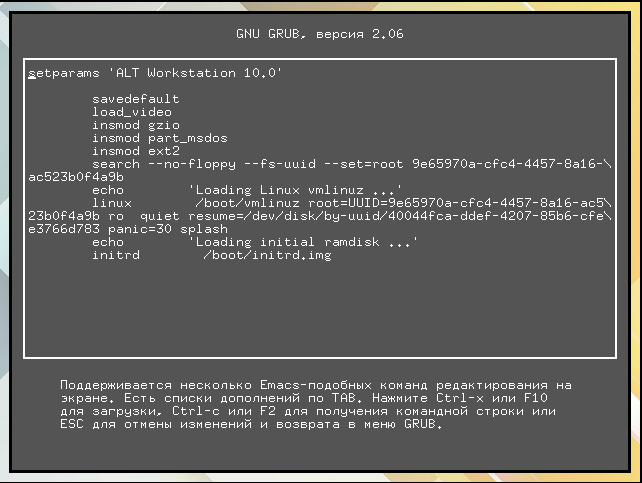 GNU GRUB, версия 2.06
setparams 'ALT Workstation 10.0'
savedefault
load_video
insmod gzio
insmod part_msdos
insmod ext2
search --no-floppy --fs-uuid --set=root 9e65970a-cfc4-4457-8a16-\
ac523b0f4a9b
echo 'Loading Linux vmlinuz ...'
linux /boot/vmlinuz root=UUID=9e65970a-cfc4-4457-8a16-ac5\
23b0f4a9b ro quiet resume=/dev/disk/by-uuid/40044fca-ddef-4207-85b6-cfe\
e3766d783 panic=30 splash
echo 'Loading initial ramdisk ...'
initrd /boot/initrd.img
Поддерживается несколько Emacs-подобных команд редактирования на
экране. Есть списки дополнений по TAB. Нажмите Ctrl-x или F10
для загрузки, Ctrl-c или F2 для получения командной строки или
ESC для отмены изменений и возврата в меню GRUB.